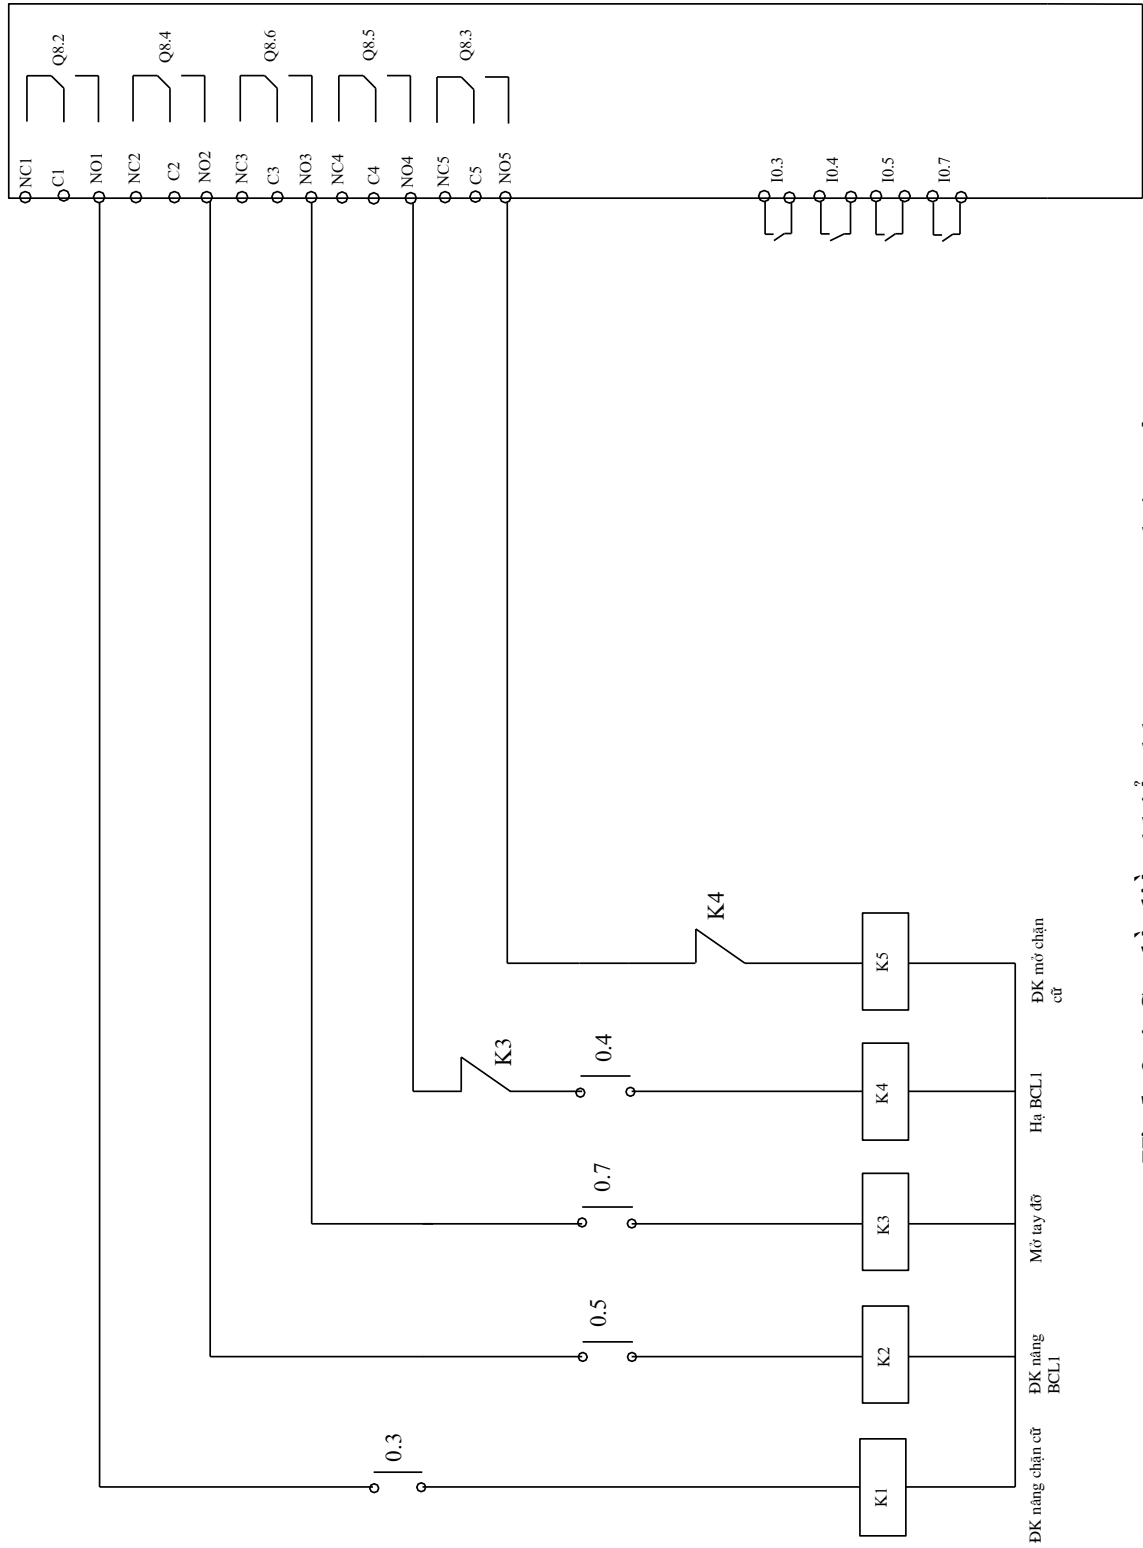 Q8.2
Q8.4
Q8.6
Q8.5
Q8.3
NC1
C1
NO1
NC2
C2
NO2
NC3
C3
NO3
NC4
C4
NO4
NC5
C5
NO5
I0.3
I0.4
I0.5
I0.7
K4
K3
0.4
0.7
0.5
0.3
K5
K4
K3
K2
K1
ĐK mở chặn
cữ
Hạ BCL1
Mở tay đỡ
ĐK nâng
BCL1
ĐK nâng chặn cữ